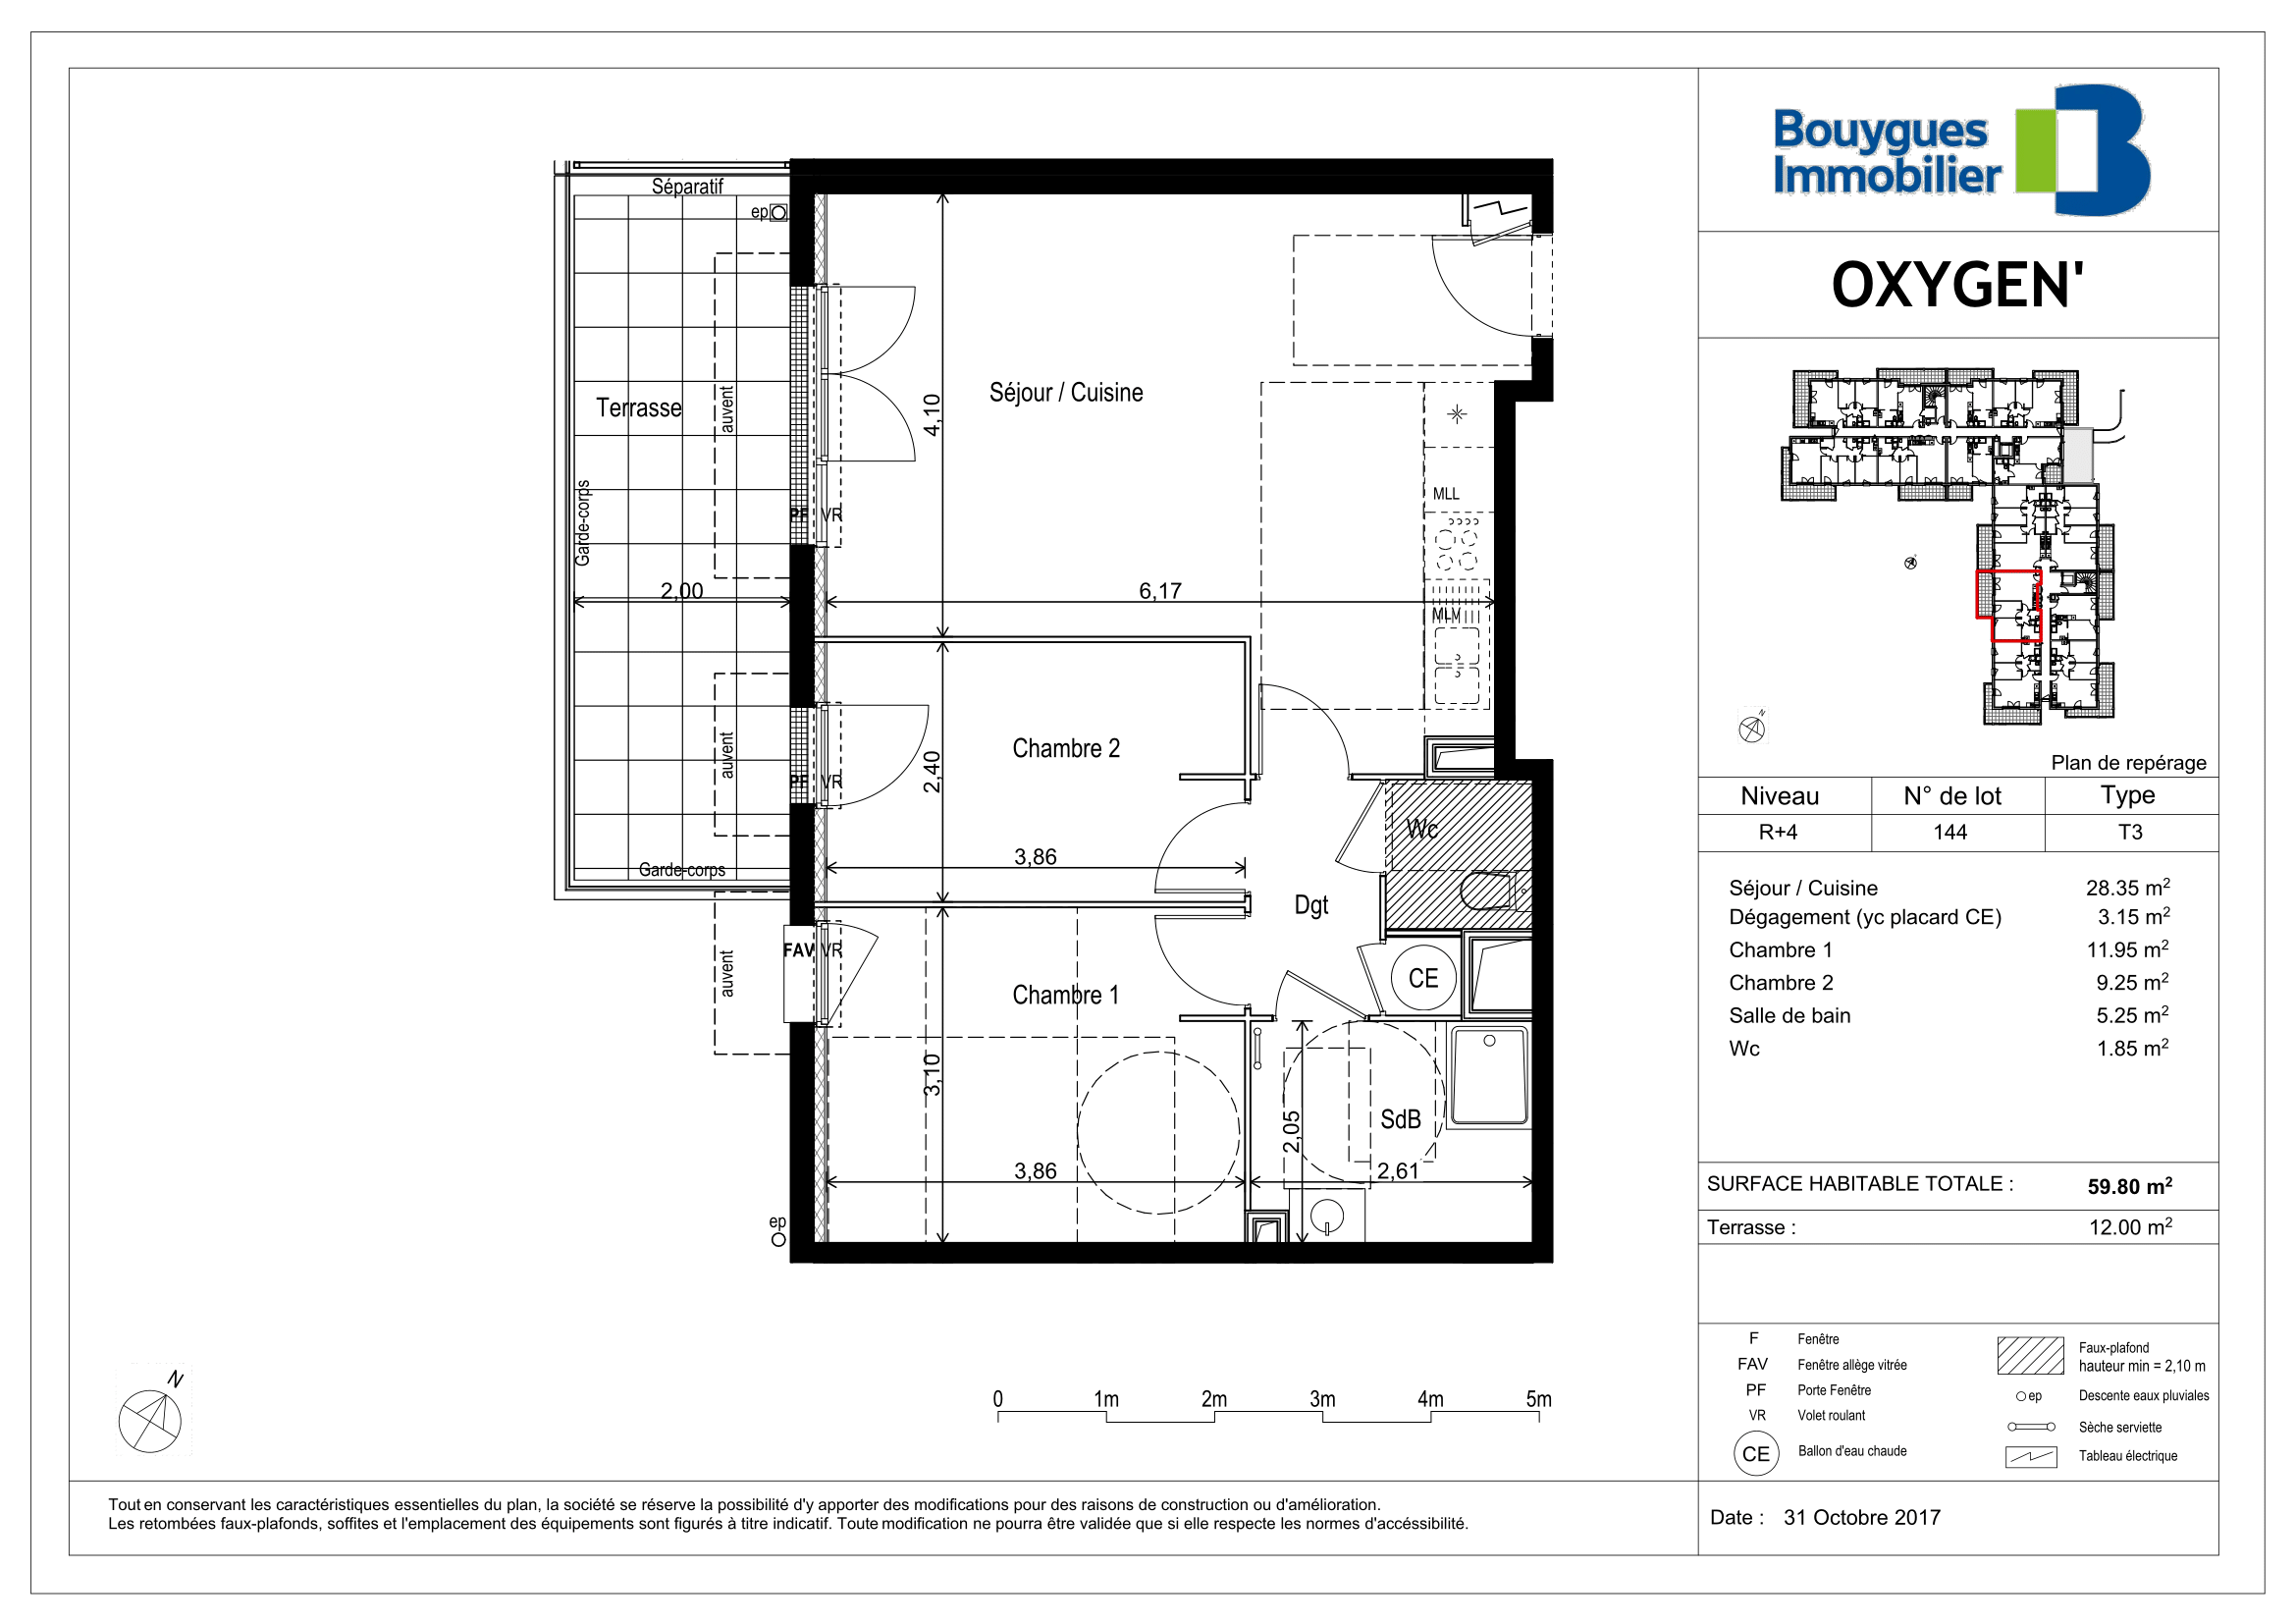 Bouygues
Immobilier
OXYGEN'
Séparatif
ep
Terrasse
auvent
Garde-corps
2,00
PF VR
4,10
Séjour / Cuisine
6,17
MLL
MLV
Chambre 2
2,40
3,86
auvent
PF VR
Garde-corps
Wc
Dgt
CE
FAV VR
auvent
Chambre 1
3,10
3,86
2,05
SdB
2,61
ep
N
0 1m 2m 3m 4m 5m
N
Plan de repérage
Niveau N° de lot Type
R+4 144 T3
Séjour / Cuisine 28.35 m²
Dégagement (yc placard CE) 3.15 m²
Chambre 1 11.95 m²
Chambre 2 9.25 m²
Salle de bain 5.25 m²
Wc 1.85 m²
SURFACE HABITABLE TOTALE : 59.80 m²
Terrasse : 12.00 m²
F Fenêtre
FAV Fenêtre allège vitrée
PF Porte Fenêtre
VR Volet roulant
CE Ballon d'eau chaude
Faux-plafond
hauteur min = 2,10 m
ep Descente eaux pluviales
Sèche serviette
Tableau électrique
Tout en conservant les caractéristiques essentielles du plan, la société se réserve la possibilité d'y apporter des modifications pour des raisons de construction ou d'amélioration.
Les retombées faux-plafonds, soffites et l'emplacement des équipements sont figurés à titre indicatif. Toute modification ne pourra être validée que si elle respecte les normes d'accéssibilité.
Date : 31 Octobre 2017